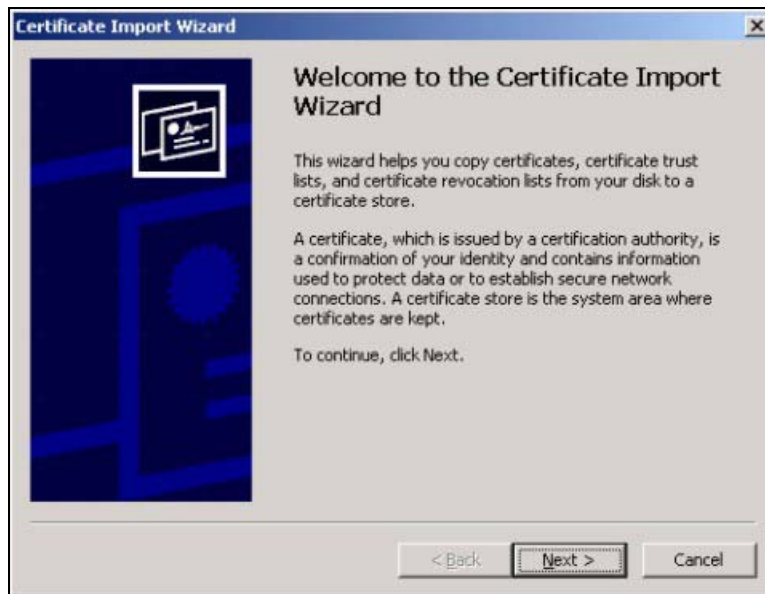 Certificate Import Wizard
Welcome to the Certificate Import
Wizard
This wizard helps you copy certificates, certificate trust
lists, and certificate revocation lists from your disk to a
certificate store.
A certificate, which is issued by a certification authority, is
a confirmation of your identity and contains information
used to protect data or to establish secure network
connections. A certificate store is the system area where
certificates are kept.
To continue, click Next.
< Back
Next >
Cancel